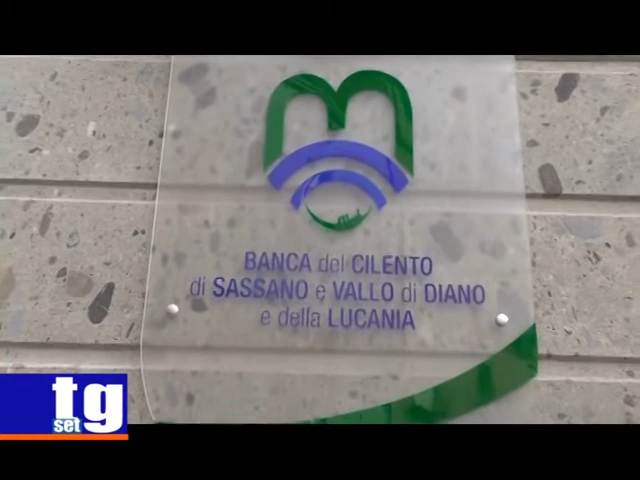 BANCA del CILENTO
di SASSANO e VALLO di DIANO
e della LUCANIA
tg
set